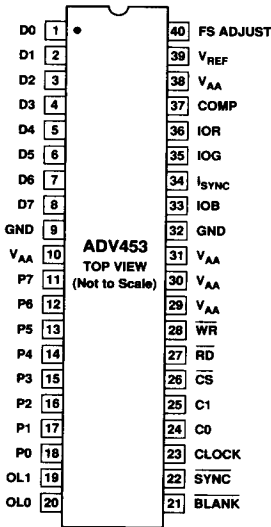 D0 1 40 FS ADJUST
D1 2 39 VREF
D2 3 38 VAA
D3 4 37 COMP
D4 5 36 IOR
D5 6 35 IOG
D6 7 34 ISYNC
D7 8 33 IOB
GND 9 32 GND
ADV453
VAA 10 31 VAA
TOP VIEW
P7 11 30 VAA
(Not to Scale)
P6 12 29 VAA
P5 13 28 WR
P4 14 27 RD
P3 15 26 CS
P2 16 25 C1
P1 17 24 C0
P0 18 23 CLOCK
OL1 19 22 SYNC
OL0 20 21 BLANK